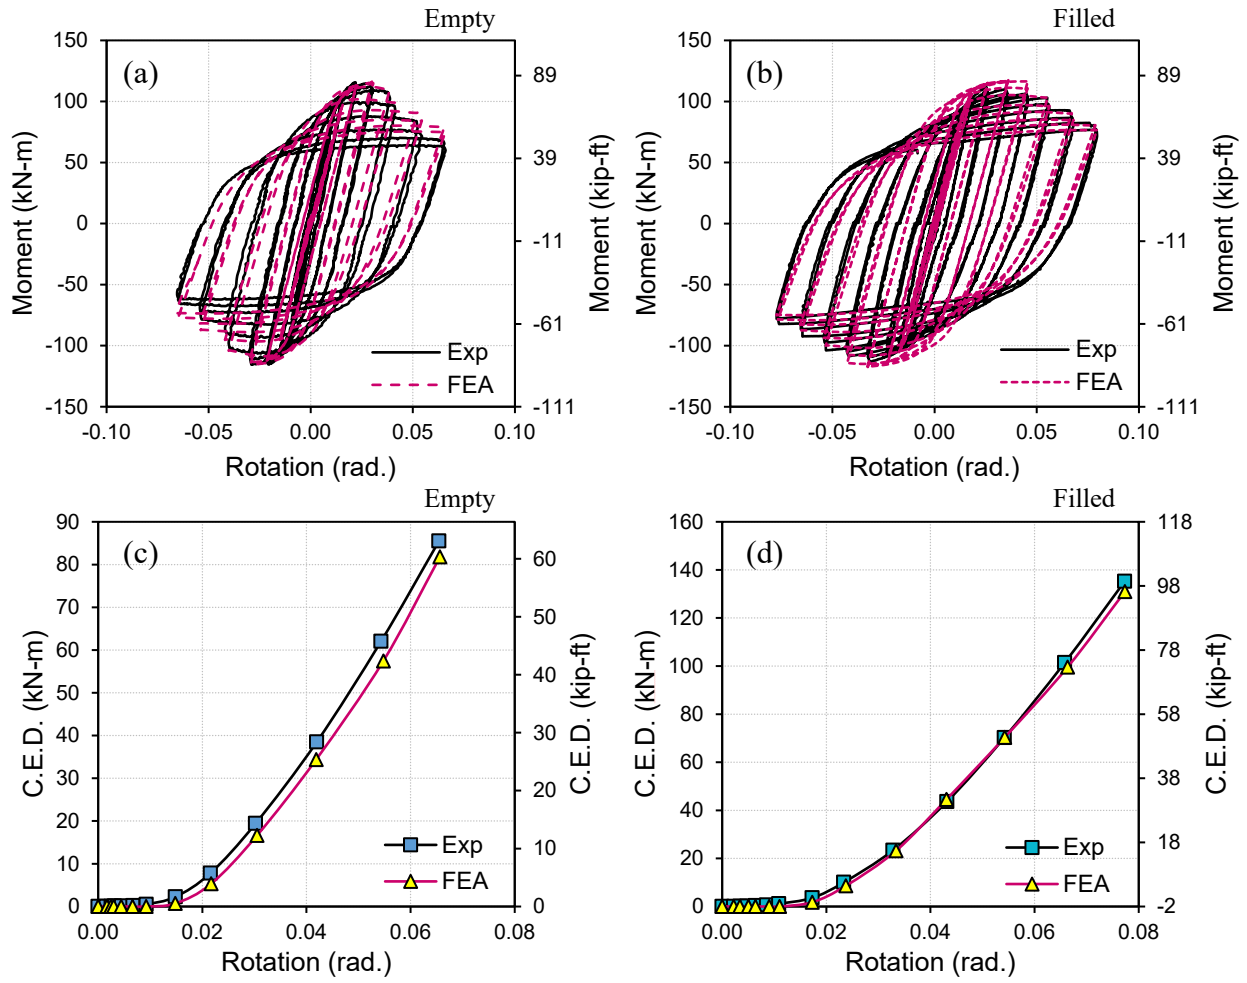 Empty
(a)
150
100
50
0
-50
-100
-150
89
39
-11
-61
-111
-0.10 -0.05 0.00 0.05 0.10
Moment (kN-m)
Moment (kip-ft)
Rotation (rad.)
Exp
FEA
Filled
(b)
150
100
50
0
-50
-100
-150
89
39
-11
-61
-111
-0.10 -0.05 0.00 0.05 0.10
Moment (kN-m)
Moment (kip-ft)
Rotation (rad.)
Exp
FEA
Empty
(c)
90
80
70
60
50
40
30
20
10
0
60
50
40
30
20
10
0
0.00 0.02 0.04 0.06 0.08
C.E.D. (kN-m)
C.E.D. (kip-ft)
Rotation (rad.)
Exp
FEA
Filled
(d)
160
140
120
100
80
60
40
20
0
118
98
78
58
38
18
-2
0.00 0.02 0.04 0.06 0.08
C.E.D. (kN-m)
C.E.D. (kip-ft)
Rotation (rad.)
Exp
FEA